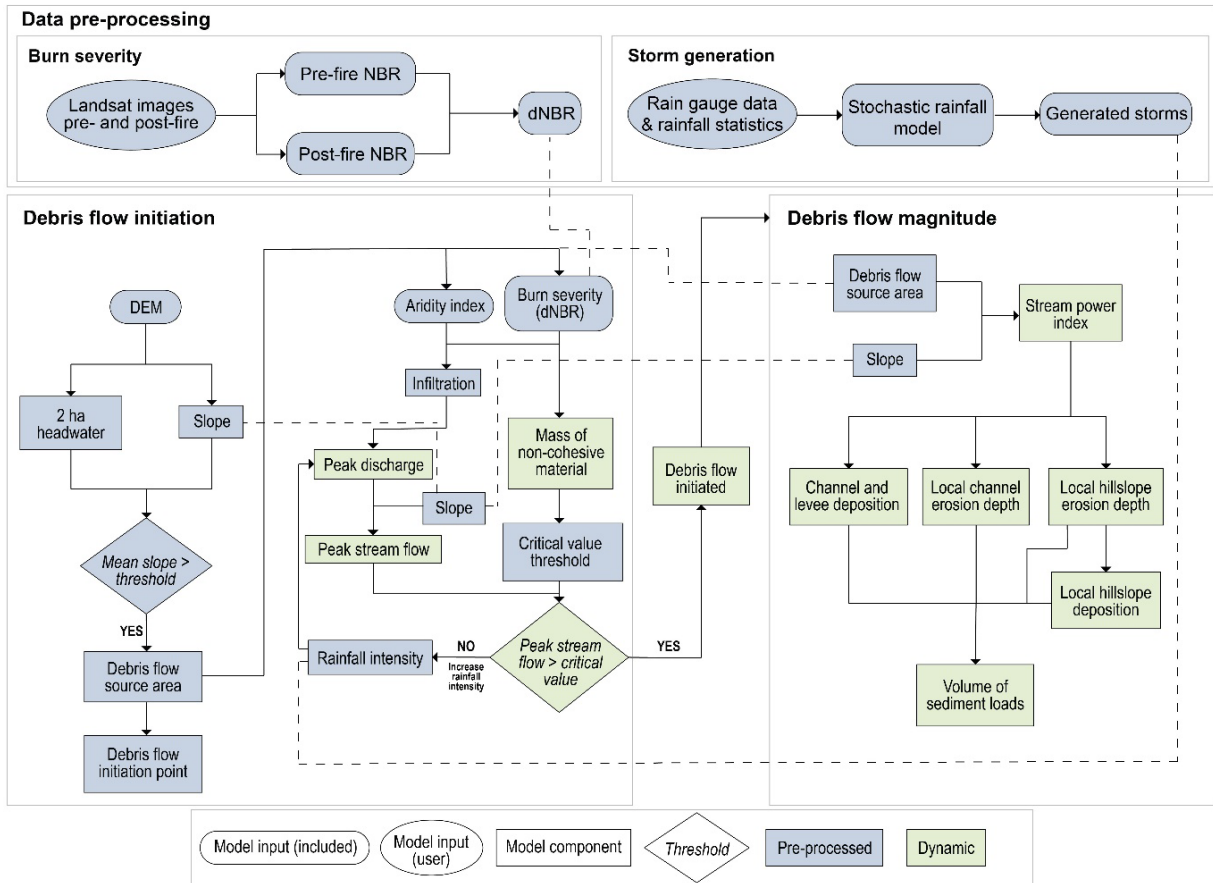 Data pre-processing
Burn severity
Landsat images
pre- and post-fire
Pre-fire NBR
Post-fire NBR
dNBR
Storm generation
Rain gauge data
& rainfall statistics
Stochastic rainfall
model
Generated storms
Debris flow initiation
DEM
2 ha
headwater
Slope
Mean slope >
threshold
YES
Debris flow
source area
Debris flow
initiation point
Aridity index
Burn severity
(dNBR)
Infiltration
Peak discharge
Slope
Peak stream flow
Mass of
non-cohesive
material
Critical value
threshold
Peak stream
flow > critical
value
NO
Increase
rainfall
intensity
Rainfall intensity
YES
Debris flow
initiated
Debris flow magnitude
Debris flow
source area
Slope
Stream power
index
Channel and
levee deposition
Local channel
erosion depth
Local hillslope
erosion depth
Local hillslope
deposition
Volume of
sediment loads
Model input (included)
Model input
(user)
Model component
Threshold
Pre-processed
Dynamic